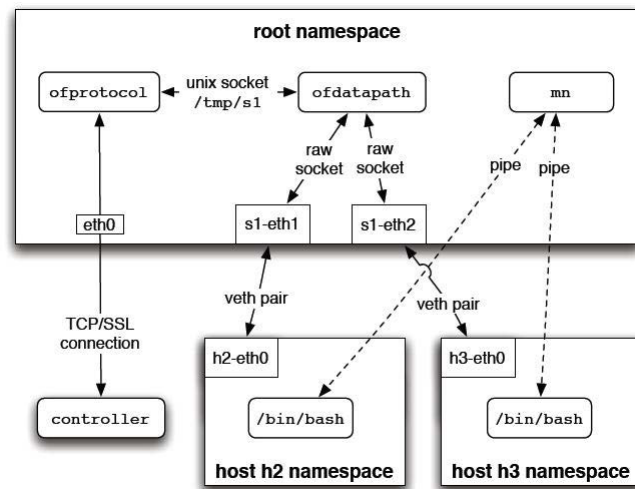 root namespace
ofprotocol
unix socket
/tmp/s1
ofdatapath
mn
raw
socket
raw
socket
pipe
pipe
eth0
s1-eth1
s1-eth2
veth pair
veth pair
TCP/SSL
connection
h2-eth0
h3-eth0
controller
/bin/bash
/bin/bash
host h2 namespace
host h3 namespace